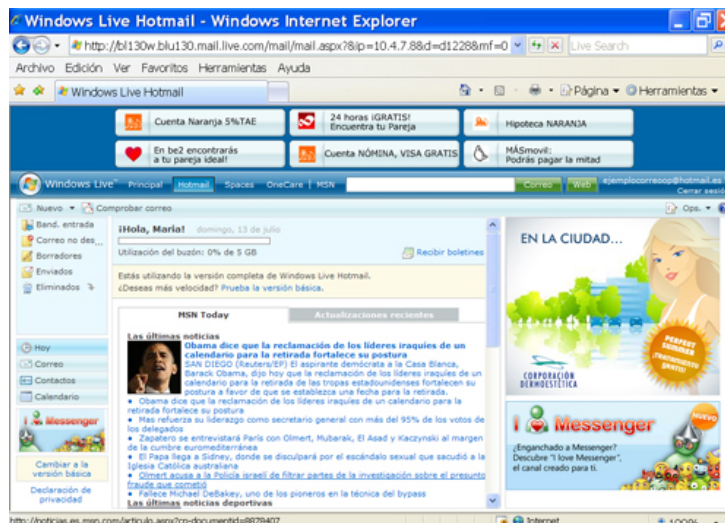 Windows Live Hotmail - Windows Internet Explorer
http://bl130w.blu130.mail.live.com/mail/mail.aspx?&ip=10.4.7.8&d=d1228&mf=0
Live Search
Archivo Edición Ver Favoritos Herramientas Ayuda
Windows Live Hotmail
Página Herramientas
Cuenta Naranja 5%TAE
24 horas ¡GRATIS!
Encuentra tu Pareja
Hipoteca NARANJA
En be2 encontrarás
a tu pareja ideal!
Cuenta NÓMINA, VISA GRATIS
MÁSmovil:
Podrás pagar la mitad
Windows Live™ Principal Hotmail Spaces OneCare | MSN
Correo Web
ejemplocorreoop@hotmail.es
Cerrar sesió
Nuevo Comprobar correo
Ops.
Band. entrada
Correo no des...
Borradores
Enviados
Eliminados
Hoy
Correo
Contactos
Calendario
I Messenger
Cambiar a la
versión básica
Declaración de
privacidad
¡Hola, Maria! domingo, 13 de julio
Utilización del buzón: 0% de 5 GB
Recibir boletines
Estás utilizando la versión completa de Windows Live Hotmail.
¿Deseas más velocidad? Prueba la versión básica.
MSN Today
Actualizaciones recientes
Las últimas noticias
Obama dice que la reclamación de los líderes iraquíes de un
calendario para la retirada fortalece su postura
SAN DIEGO (Reuters/EP) El aspirante demócrata a la Casa Blanca,
Barack Obama, dijo hoy que la reclamación de los líderes iraquíes de un
calendario para la retirada de las tropas estadounidenses fortalecen su
postura a favor de que se establezca una fecha para la retirada.
• Obama dice que la reclamación de los líderes iraquíes de un calendario para la
retirada fortalece su postura
• Mas refuerza su liderazgo como secretario general con más del 95% de los votos de
los delegados
• Zapatero se entrevistará París con Olmert, Mubarak, El Asad y Kaczynski al margen
de la cumbre euromediterránea
• El Papa llega a Sidney, donde se disculpará por el escándalo sexual que sacudió a la
Iglesia Católica australiana
• Olmert acusa a la Policía israelí de filtrar partes de la investigación sobre el presunto
fraude que cometió
• Fallece Michael DeBakey, uno de los pioneros en la técnica del bypass
Las últimas noticias deportivas
EN LA CIUDAD...
PERFECT
SUMMER
¡TRATAMIENTO
GRATIS!
CORPORACIÓN
DERMOESTÉTICA
I Messenger
NUEVO
¿Enganchado a Messenger?
Descubre "I love Messenger",
el canal creado para ti.
http://noticias.es.msn.com/articulo.aspx?cp-documentid=8878407
Internet
100%